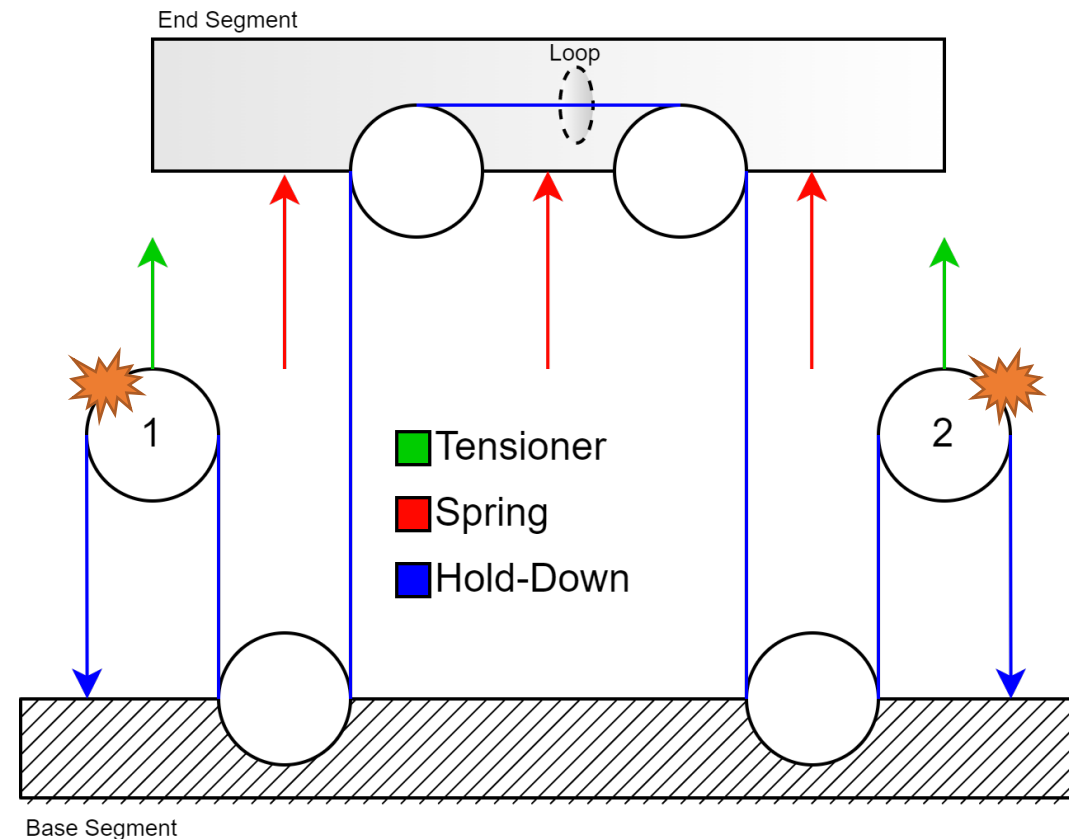 End Segment
Loop
1
2
Tensioner
Spring
Hold-Down
Base Segment